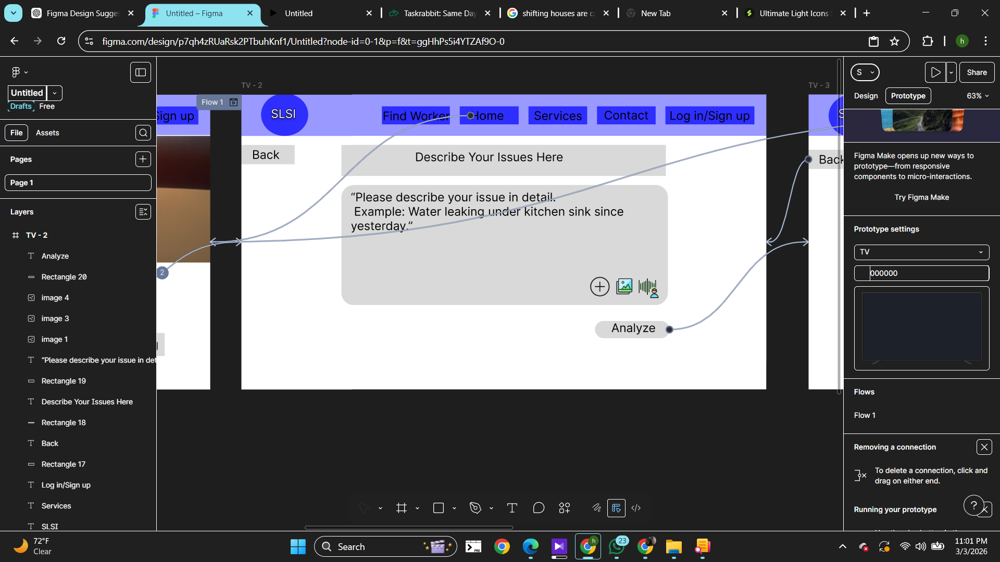 Figma Design Sugges
Untitled – Figma
Untitled
Taskrabbit: Same Day
shifting houses are ca
New Tab
Ultimate Light Icons
figma.com/design/p7qh4zRUaRsk2PTbuhKnf1/Untitled?node-id=0-1&p=f&t=ggHhPs5i4YTZAf9O-0
h
Untitled
Drafts Free
File Assets
Pages
Page 1
Layers
TV - 2
Analyze
Rectangle 20
image 4
image 3
image 1
“Please describe your issue in det
Rectangle 19
Describe Your Issues Here
Rectangle 18
Back
Rectangle 17
Log in/Sign up
Services
SLSI
Sign up
2
Flow 1
TV - 2
SLSI
Find Worker Home Services Contact Log in/Sign up
Back
Describe Your Issues Here
“Please describe your issue in detail.
Example: Water leaking under kitchen sink since
yesterday.”
Analyze
TV - 3
S
Back
S
Share
Design Prototype 63%
Figma Make opens up new ways to
prototype—from responsive
components to micro-interactions.
Try Figma Make
Prototype settings
TV
000000
Flows
Flow 1
Removing a connection
To delete a connection, click and
drag on either end.
Running your prototype
?
72°F
Clear
Search
PRE
h
23
11:01 PM
3/3/2026